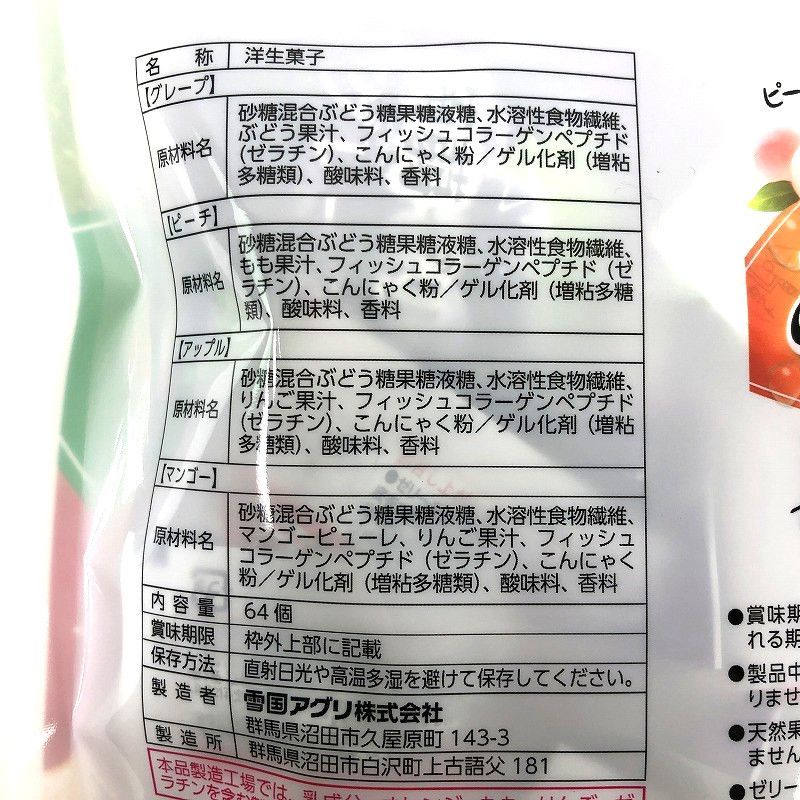 名称 洋生菓子
【グレープ】
原材料名
砂糖混合ぶどう糖果糖液糖、水溶性食物繊維、
ぶどう果汁、フィッシュコラーゲンペプチド
(ゼラチン)、こんにゃく粉／ゲル化剤（増粘
多糖類）、酸味料、香料
【ピーチ】
原材料名
砂糖混合ぶどう糖果糖液糖、水溶性食物繊維、
もも果汁、フィッシュコラーゲンペプチド（ゼ
ラチン）、こんにゃく粉／ゲル化剤（増粘多糖
類）、酸味料、香料
【アップル】
原材料名
砂糖混合ぶどう糖果糖液糖、水溶性食物繊維、
りんご果汁、フィッシュコラーゲンペプチド
(ゼラチン)、こんにゃく粉／ゲル化剤（増粘
多糖類）、酸味料、香料
【マンゴー】
原材料名
砂糖混合ぶどう糖果糖液糖、水溶性食物繊維、
マンゴーピューレ、りんご果汁、フィッシュ
コラーゲンペプチド（ゼラチン）、こんにゃく
粉／ゲル化剤（増粘多糖類）、酸味料、香料
内容量 64個
賞味期限 枠外上部に記載
保存方法 直射日光や高温多湿を避けて保存してください。
製造者 雪国アグリ株式会社
群馬県沼田市久屋原町 143-3
製造所 群馬県沼田市白沢町上古語父 181
本品製造工場では、乳成分、オレンジ、もも、りんご、ゼ
ラチンを含む
ピー
●賞味期
れる期
●製品中
りませ
●天然果
ません
●ゼリー